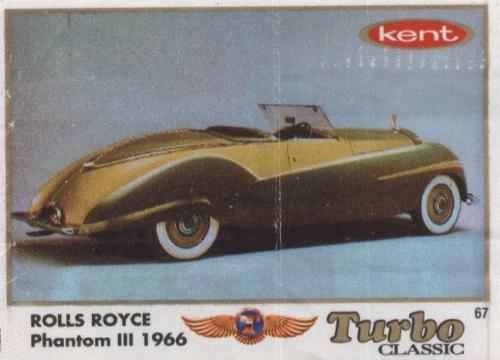 kent
67
ROLLS ROYCE
Phantom III 1966
Turbo
CLASSIC